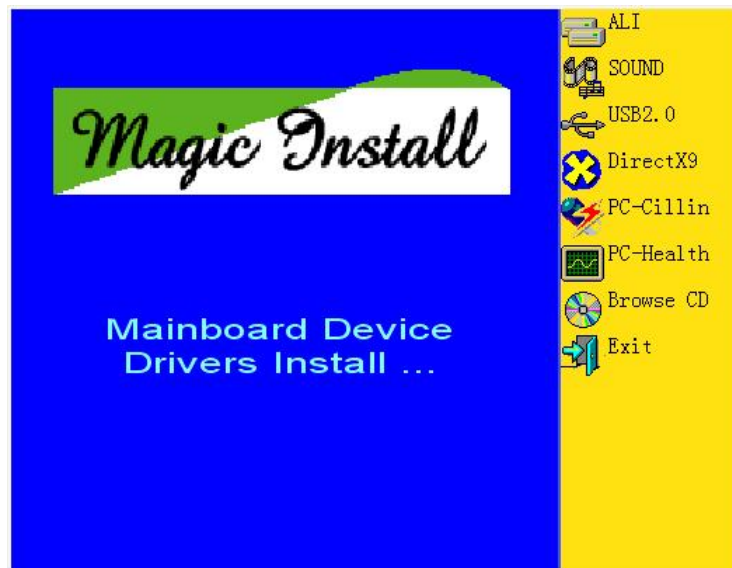 Magic Install
Mainboard Device
Drivers Install ...
ALI
SOUND
USB2.0
DirectX9
PC-Cillin
PC-Health
Browse CD
Exit